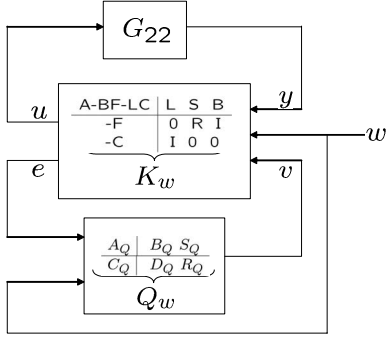 G22
A-BF-LC L S B
u y
-F 0 R I
w
-C I 0 0
Kw
e v
AQ BQ SQ
CQ DQ RQ
Qw